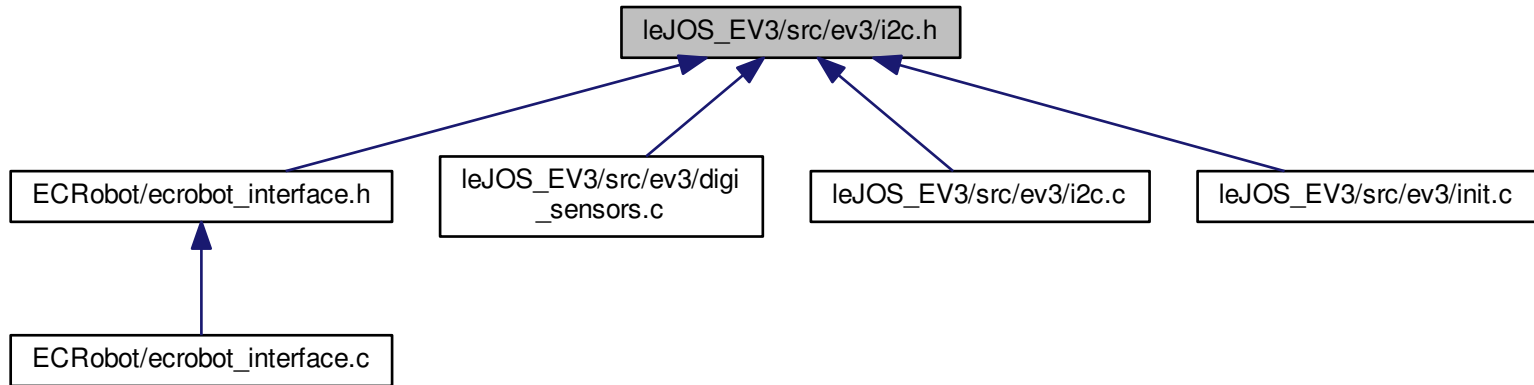 leJOS_EV3/src/ev3/i2c.h
ECRobot/ecrobot_interface.h
leJOS_EV3/src/ev3/digi
_sensors.c
leJOS_EV3/src/ev3/i2c.c
leJOS_EV3/src/ev3/init.c
ECRobot/ecrobot_interface.c